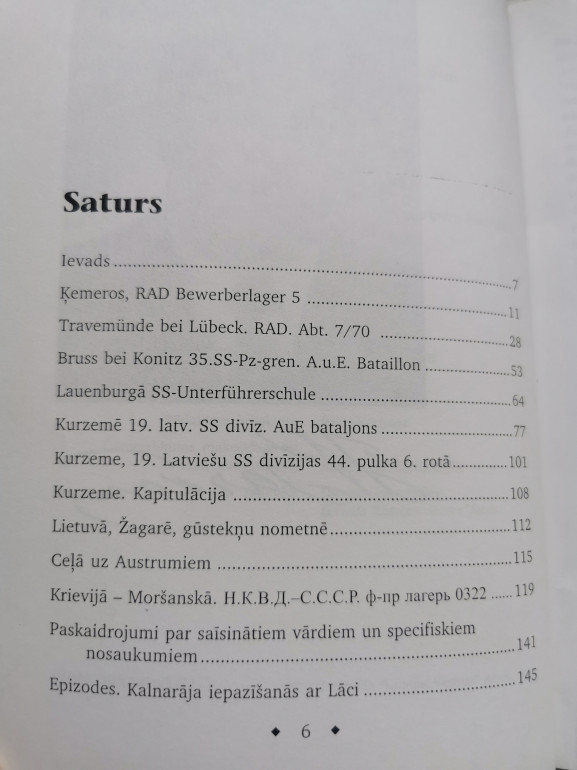 Saturs
Ievads ........ 7
Ķemeros, RAD Bewerberlager 5 ........ 11
Travemünde bei Lübeck. RAD. Abt. 7/70 ........ 28
Bruss bei Konitz 35.SS-Pz-gren. A.u.E. Bataillon ........ 53
Lauenburgā SS-Unterführerschule ........ 64
Kurzemē 19. latv. SS divīz. AuE bataljons ........ 77
Kurzeme, 19. Latviešu SS divīzijas 44. pulka 6. rotā ........ 101
Kurzeme. Kapitulācija ........ 108
Lietuvā, Žagarē, gūstekņu nometnē ........ 112
Ceļā uz Austrumiem ........ 115
Krievijā – Moršanskā. Н.К.В.Д.–С.С.С.Р. ф-пр лагерь 0322 ...... 119
Paskaidrojumi par saīsinātiem vārdiem un specifiskiem
nosaukumiem ........ 141
Epizodes. Kalnarāja iepazīšanās ar Lāci ........ 145
◆ 6 ◆